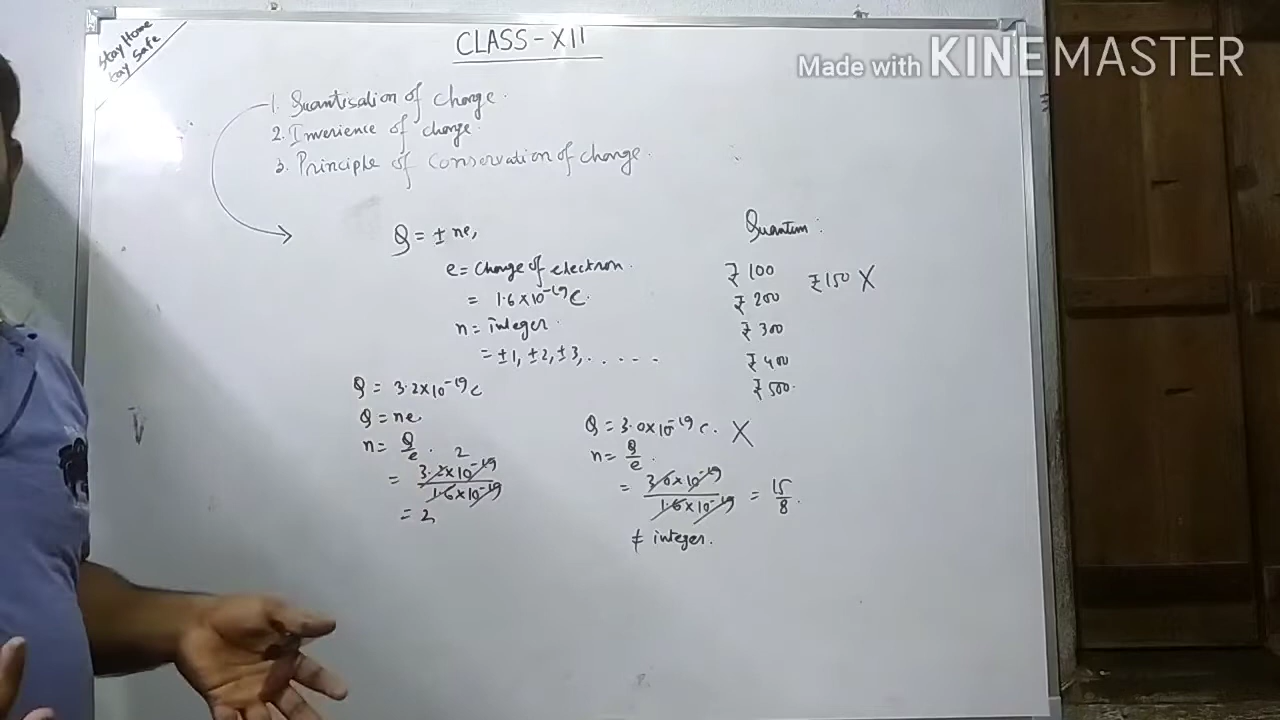 Stay Home
tay safe
CLASS-XII
Made with KINEMASTER
1. Quantisation of charge.
2. Inverience of charge.
3. Principle of Conservation of charge.
Q = ± ne,
e = Charge of electron.
= 1.6×10⁻¹⁹ C.
n = integer.
= ±1, ±2, ±3, . . . . .
Quantum :
₹ 100
₹ 150 X
₹ 200
₹ 300
₹ 400
₹ 500.
Q = 3.2×10⁻¹⁹ C
Q = ne
n = Q/e .
2
= 3.2×10⁻¹⁹ / 1.6×10⁻¹⁹
= 2
Q = 3.0×10⁻¹⁹ C. X
n = Q/e .
= 3.0×10⁻¹⁹ / 1.6×10⁻¹⁹ = 15/8 .
≠ integer.